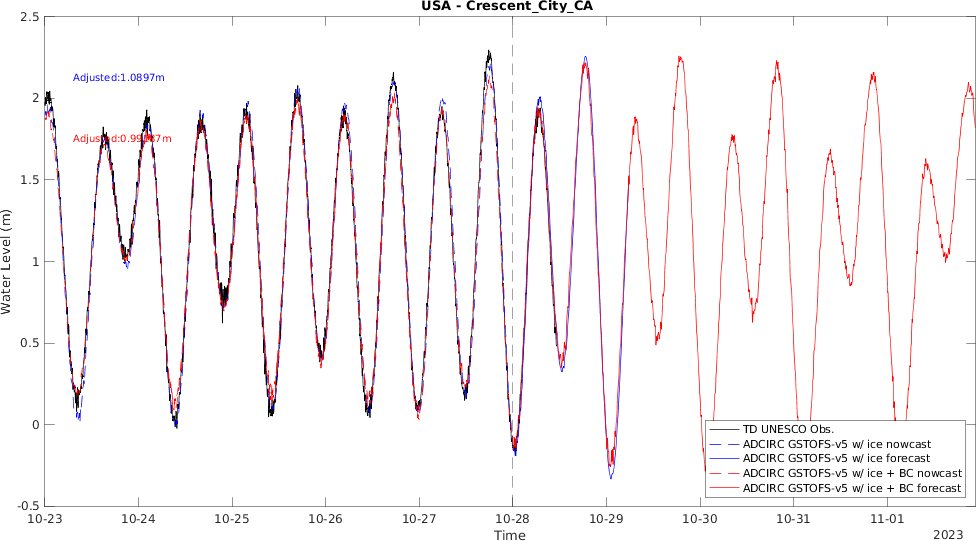 USA - Crescent_City_CA
2.5
Adjusted:1.0897m
2
1.5
1
0.5
0
-0.5
Water Level (m)
TD UNESCO Obs.
ADCIRC GSTOFS-v5 w/ ice nowcast
ADCIRC GSTOFS-v5 w/ ice forecast
ADCIRC GSTOFS-v5 w/ ice + BC nowcast
ADCIRC GSTOFS-v5 w/ ice + BC forecast
10-23 10-24 10-25 10-26 10-27 10-28 10-29 10-30 10-31 11-01
Time
2023